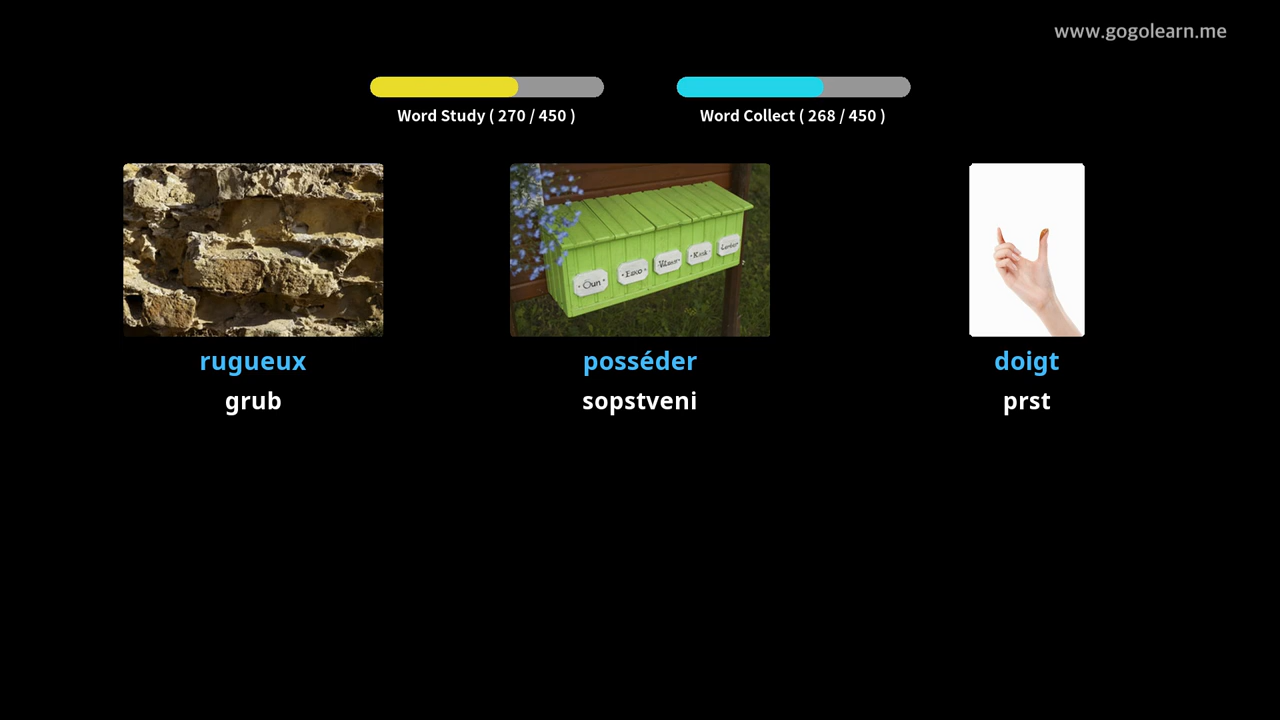 www.gogolearn.me
Word Study ( 270 / 450 )
Word Collect ( 268 / 450 )
rugueux
posséder
doigt
grub
sopstveni
prst